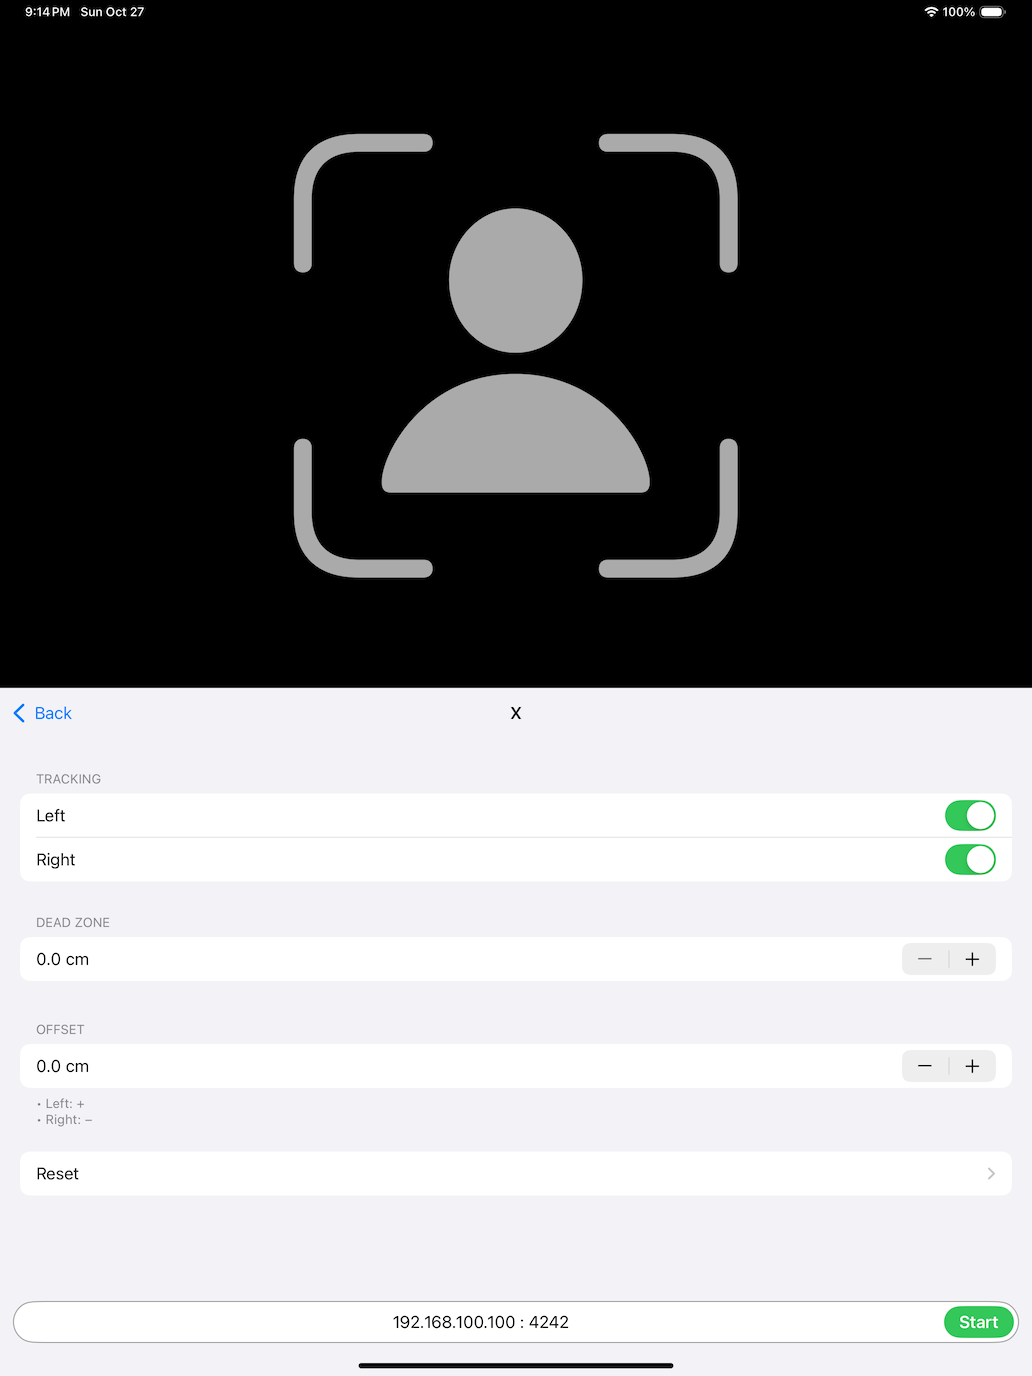 9:14 PM Sun Oct 27
100%
Back
X
TRACKING
Left
Right
DEAD ZONE
0.0 cm
OFFSET
0.0 cm
• Left: +
• Right: –
Reset
192.168.100.100 : 4242
Start